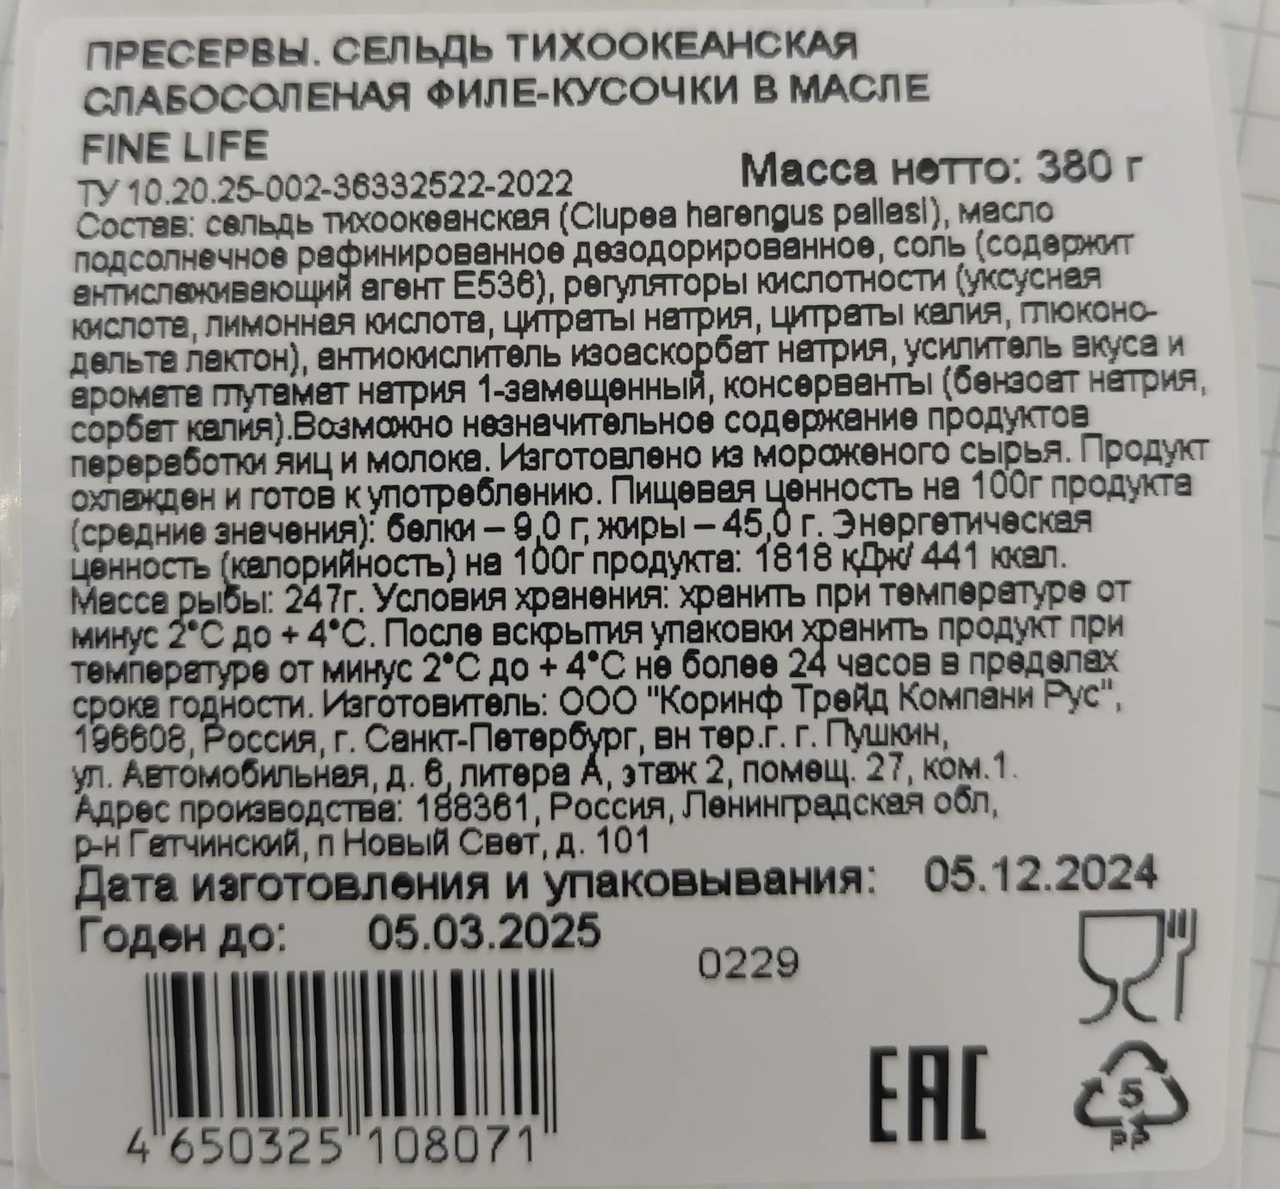 ПРЕСЕРВЫ. СЕЛЬДЬ ТИХООКЕАНСКАЯ
СЛАБОСОЛЕНАЯ ФИЛЕ-КУСОЧКИ В МАСЛЕ
FINE LIFE
ТУ 10.20.25-002-36332522-2022
Масса нетто: 380 г
Состав: сельдь тихоокеанская (Clupea harengus pallasi), масло
подсолнечное рафинированное дезодорированное, соль (содержит
антислеживающий агент Е536), регуляторы кислотности (уксусная
кислота, лимонная кислота, цитраты натрия, цитраты калия, глюконо-
дельта лактон), антиокислитель изоаскорбат натрия, усилитель вкуса и
аромата глутамат натрия 1-замещенный, консерванты (бензоат натрия,
сорбат калия).Возможно незначительное содержание продуктов
переработки яиц и молока. Изготовлено из мороженого сырья. Продукт
охлажден и готов к употреблению. Пищевая ценность на 100г продукта
(средние значения): белки – 9,0 г, жиры – 45,0 г. Энергетическая
ценность (калорийность) на 100г продукта: 1818 кДж/ 441 ккал.
Масса рыбы: 247г. Условия хранения: хранить при температуре от
минус 2°С до + 4°С. После вскрытия упаковки хранить продукт при
температуре от минус 2°С до + 4°С не более 24 часов в пределах
срока годности. Изготовитель: ООО "Коринф Трейд Компани Рус",
196608, Россия, г. Санкт-Петербург, вн тер.г. г. Пушкин,
ул. Автомобильная, д. 6, литера А, этаж 2, помещ. 27, ком.1.
Адрес производства: 188361, Россия, Ленинградская обл,
р-н Гатчинский, п Новый Свет, д. 101
Дата изготовления и упаковывания: 05.12.2024
Годен до: 05.03.2025
0229
4 650325 108071
ЕАС
5
PP